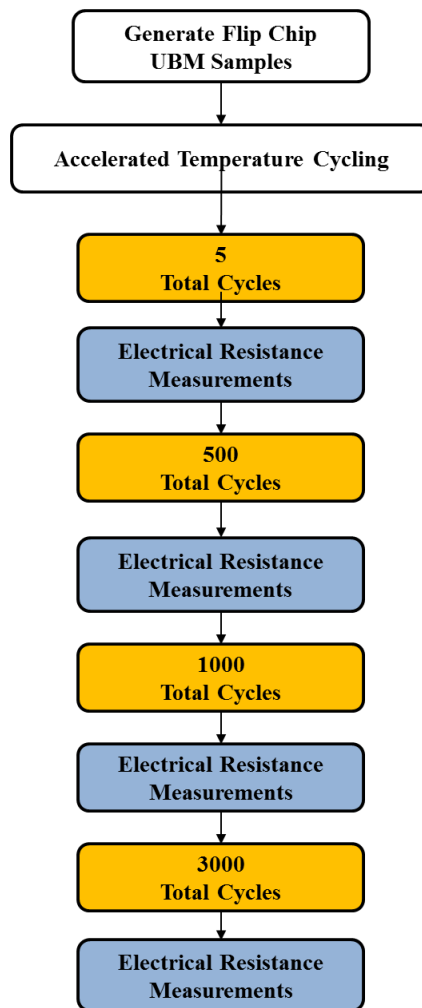 Generate Flip Chip
UBM Samples
Accelerated Temperature Cycling
5
Total Cycles
Electrical Resistance
Measurements
500
Total Cycles
Electrical Resistance
Measurements
1000
Total Cycles
Electrical Resistance
Measurements
3000
Total Cycles
Electrical Resistance
Measurements